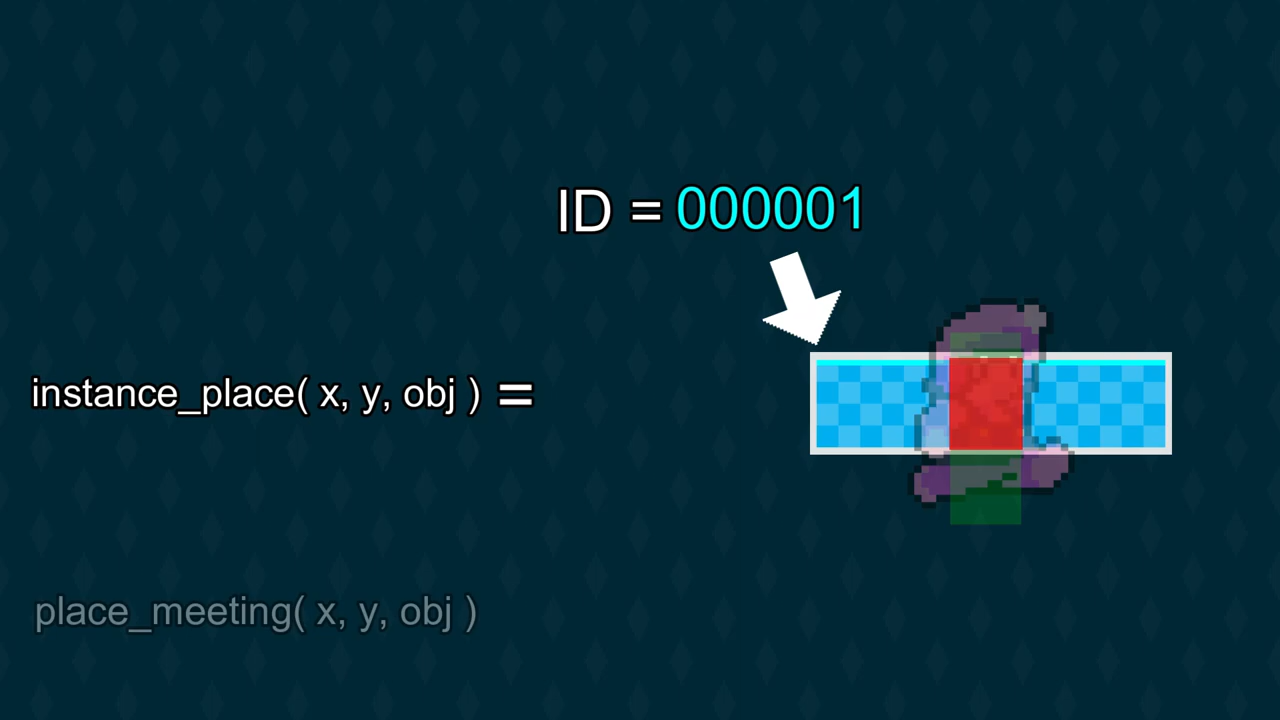 ID = 000001
instance_place( x, y, obj ) =
place_meeting( x, y, obj )